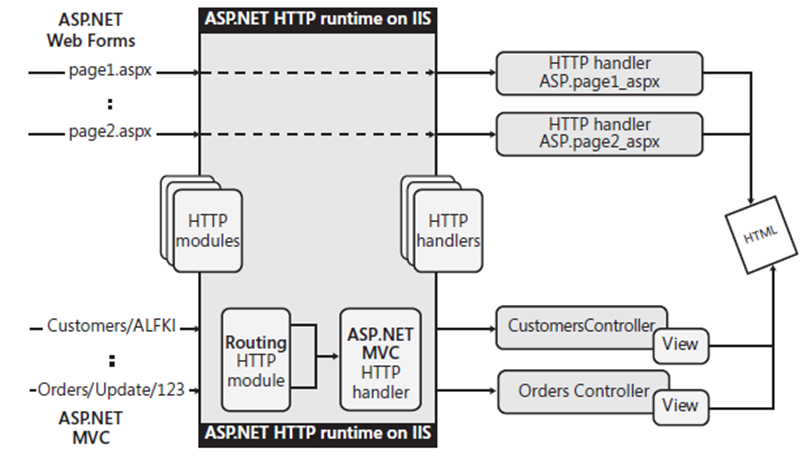 ASP.NET
Web Forms
ASP.NET HTTP runtime on IIS
page1.aspx
HTTP handler
ASP.page1_aspx
:
page2.aspx
HTTP handler
ASP.page2_aspx
HTTP
modules
HTTP
handlers
HTML
Customers/ALFKI
Routing
HTTP
module
ASP.NET
MVC
HTTP
handler
CustomersController
View
:
Orders/Update/123
Orders Controller
View
ASP.NET
MVC
ASP.NET HTTP runtime on IIS